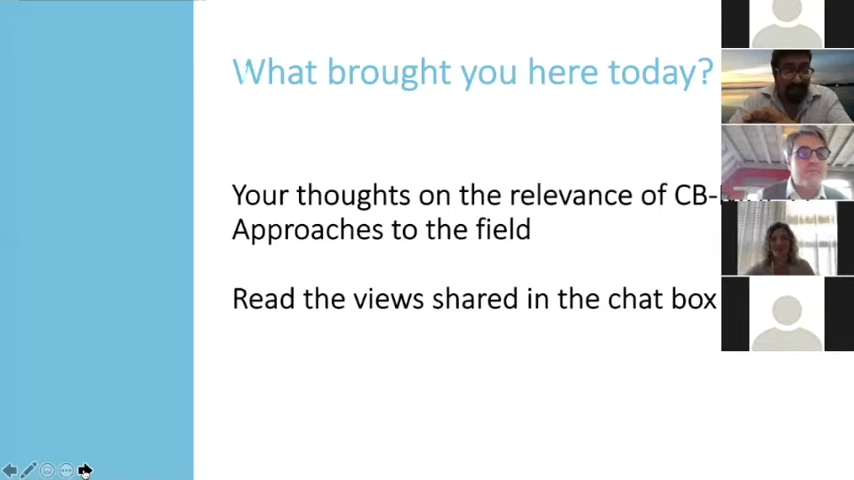 What brought you here today?
Your thoughts on the relevance of CB-
Approaches to the field
Read the views shared in the chat box